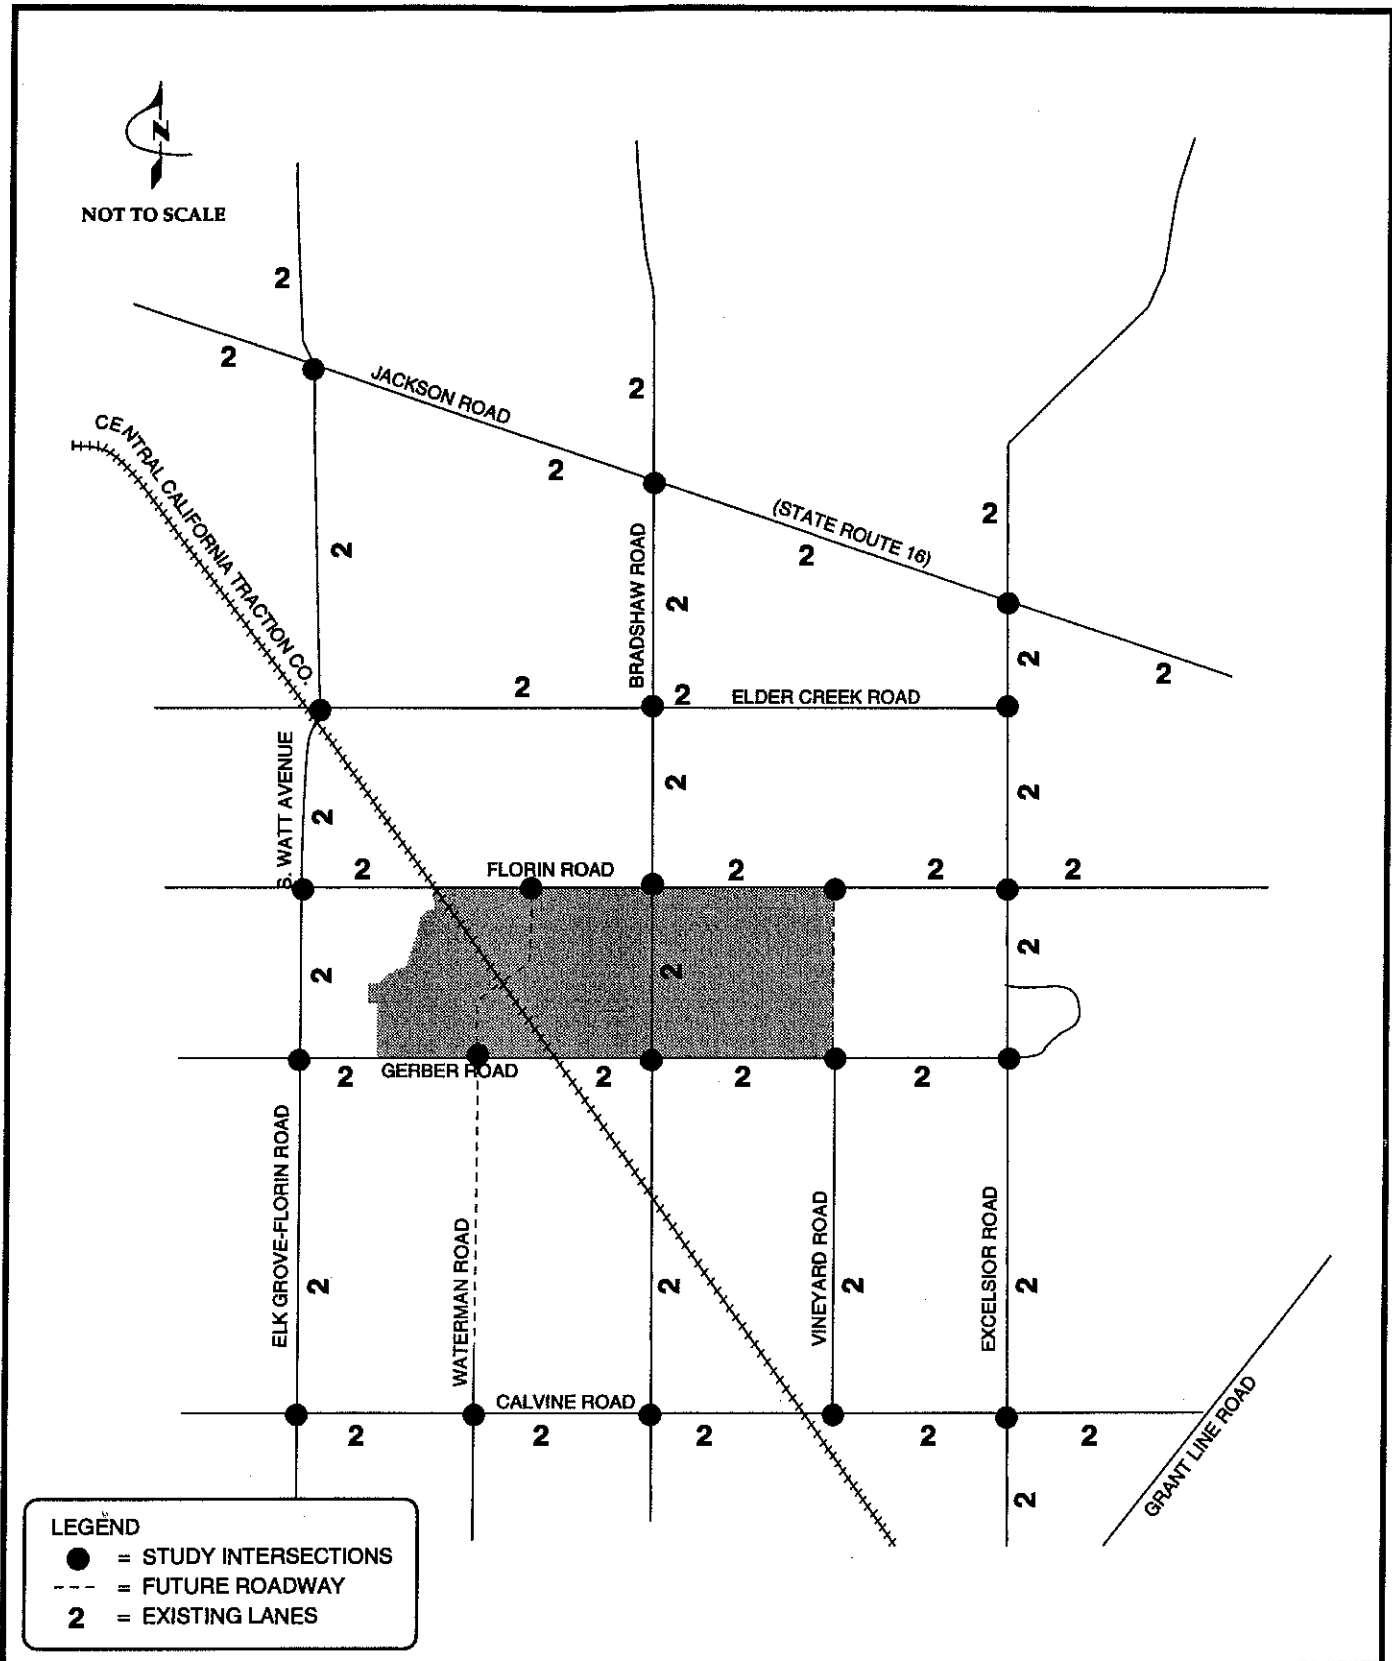 N
NOT TO SCALE
2
2
JACKSON ROAD
2
2
CENTRAL CALIFORNIA TRACTION CO.
2
(STATE ROUTE 16)
2
2
2
BRADSHAW ROAD
2
2
2
2
2
ELDER CREEK ROAD
S. WATT AVENUE
2
2
2
2
FLORIN ROAD
2
2
2
2
2
2
2
GERBER ROAD
2
2
2
ELK GROVE-FLORIN ROAD
2
WATERMAN ROAD
2
VINEYARD ROAD
2
EXCELSIOR ROAD
2
CALVINE ROAD
2
2
2
2
2
GRANT LINE ROAD
2
LEGEND
= STUDY INTERSECTIONS
--- = FUTURE ROADWAY
2 = EXISTING LANES